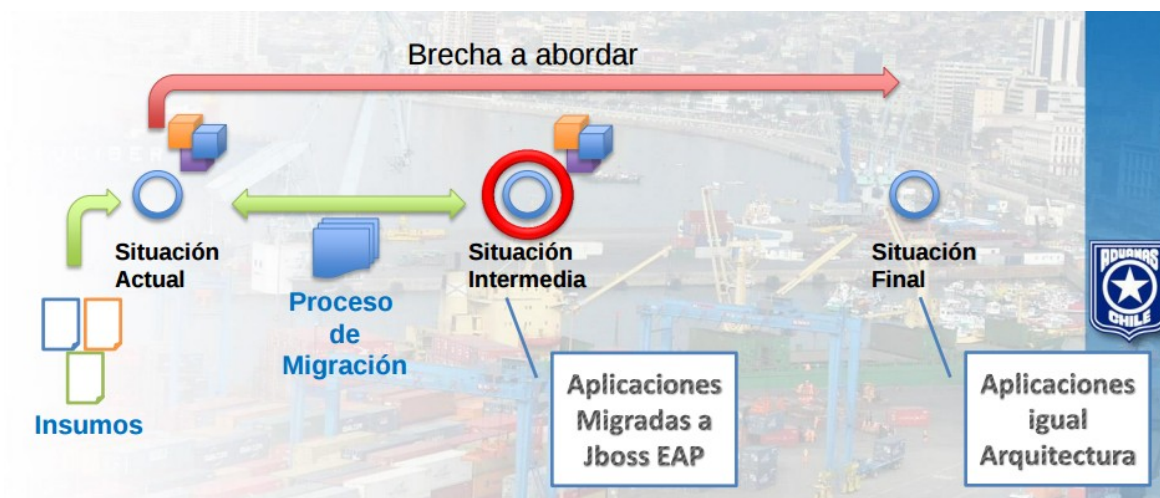 Brecha a abordar
Situación
Actual
Situación
Intermedia
Situación
Final
Proceso
de
Migración
Insumos
Aplicaciones
Migradas a
Jboss EAP
Aplicaciones
igual
Arquitectura
ADUANAS
CHILE